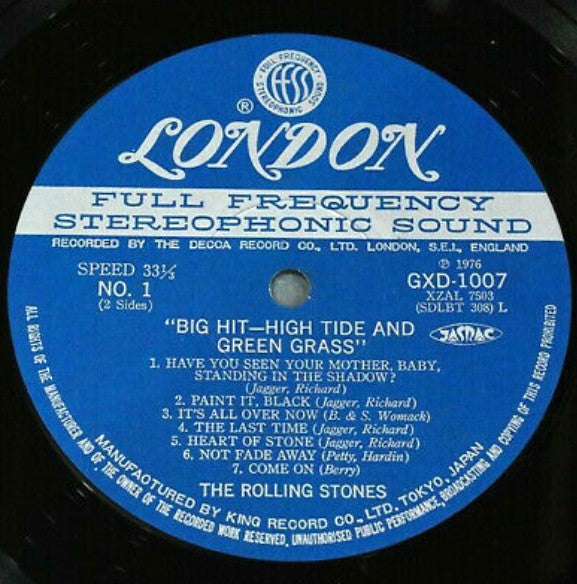 FULL FREQUENCY
FFSS
STEREOPHONIC SOUND
®
LONDON
FULL FREQUENCY
STEREOPHONIC SOUND
RECORDED BY THE DECCA RECORD CO., LTD. LONDON, S.E.I., ENGLAND
SPEED 33⅓
NO. 1
(2 Sides)
℗ 1976
GXD-1007
XZAL 7503
(SDLBT 308) L
JASRAC
"BIG HIT—HIGH TIDE AND
GREEN GRASS"
1. HAVE YOU SEEN YOUR MOTHER, BABY,
STANDING IN THE SHADOW?
(Jagger, Richard)
2. PAINT IT, BLACK (Jagger, Richard)
3. IT'S ALL OVER NOW (B. & S. Womack)
4. THE LAST TIME (Jagger, Richard)
5. HEART OF STONE (Jagger, Richard)
6. NOT FADE AWAY (Petty, Hardin)
7. COME ON (Berry)
THE ROLLING STONES
MANUFACTURED BY KING RECORD CO., LTD. TOKYO, JAPAN
ALL RIGHTS OF THE MANUFACTURER AND OF THE OWNER OF THE RECORDED WORK RESERVED, UNAUTHORISED PUBLIC PERFORMANCE, BROADCASTING AND COPYING OF THIS RECORD PROHIBITED